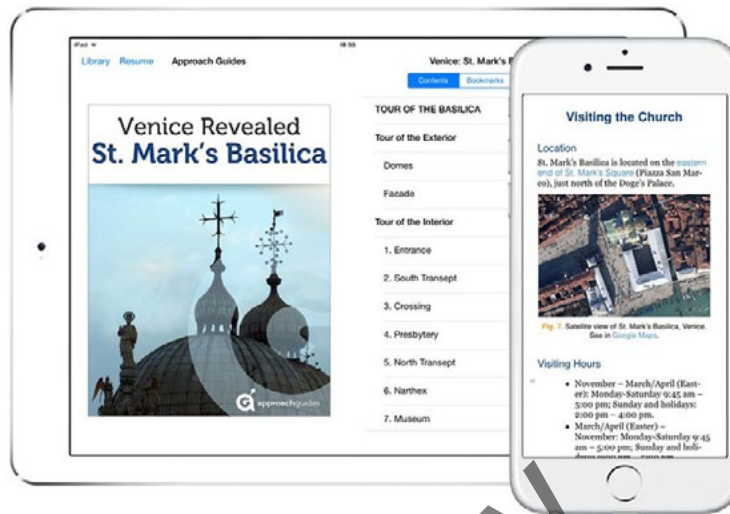 iPad
18:55
Library Resume Approach Guides
Venice: St. Mark's B
Contents Bookmarks
Venice Revealed
St. Mark's Basilica
approachguides
TOUR OF THE BASILICA
Tour of the Exterior
Domes
Facade
Tour of the Interior
1. Entrance
2. South Transept
3. Crossing
4. Presbytery
5. North Transept
6. Narthex
7. Museum
Visiting the Church
Location
St. Mark's Basilica is located on the eastern
end of St. Mark's Square (Piazza San Mar-
co), just north of the Doge's Palace.
Fig. 7. Satellite view of St. Mark's Basilica, Venice.
See in Google Maps.
Visiting Hours
• November – March/April (East-
er): Monday-Saturday 9:45 am –
5:00 pm; Sunday and holidays:
2:00 pm – 4:00 pm.
▪ March/April (Easter) –
November: Monday-Saturday 9:45
am – 5:00 pm; Sunday and holi-